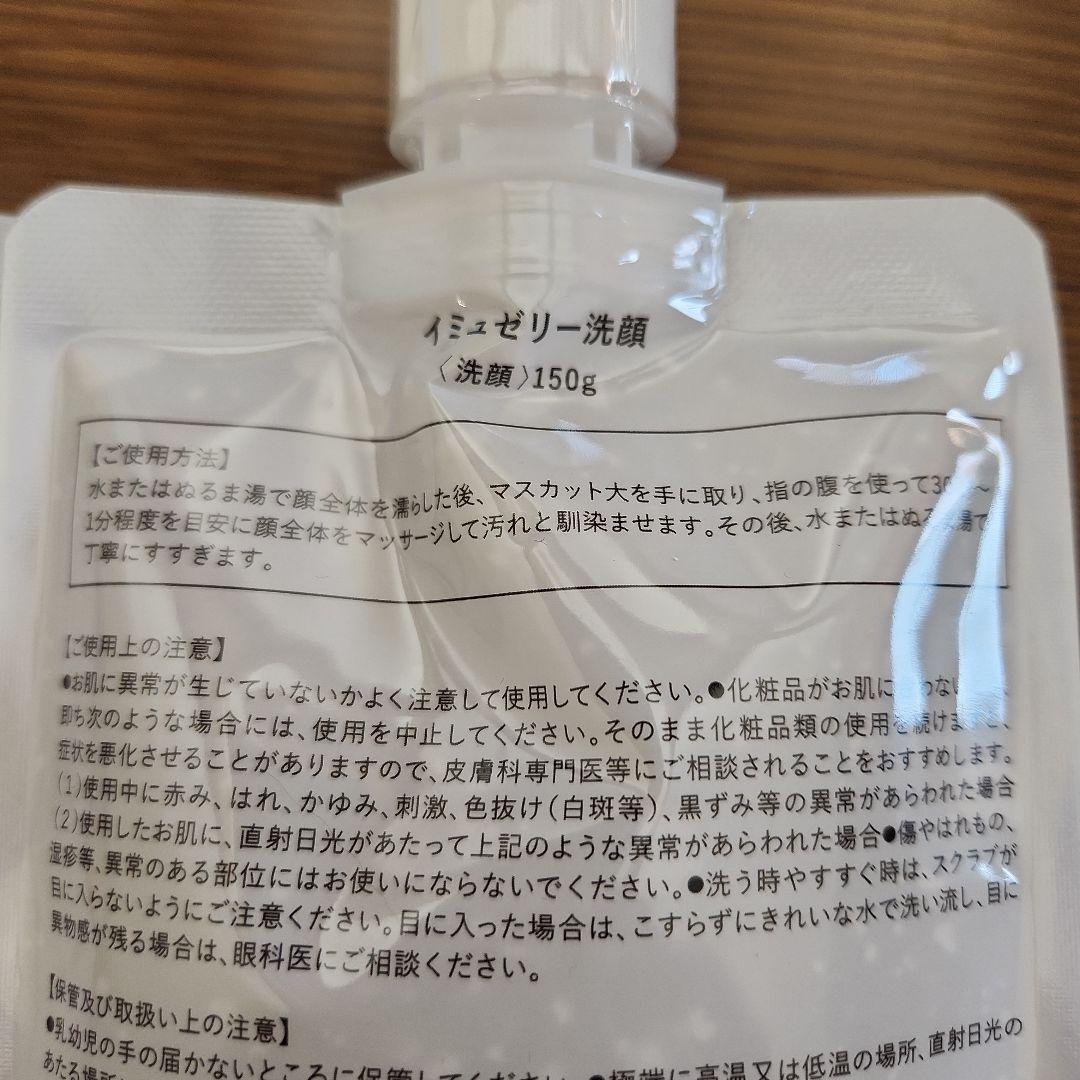 イミュゼリー洗顔
〈洗顔〉150g
【ご使用方法】
水またはぬるま湯で顔全体を濡らした後、マスカット大を手に取り、指の腹を使って30 ～
1分程度を目安に顔全体をマッサージして汚れと馴染ませます。その後、水またはぬるま湯で
丁寧にすすぎます。
【ご使用上の注意】
●お肌に異常が生じていないかよく注意して使用してください。●化粧品がお肌に わない
即ち次のような場合には、使用を中止してください。そのまま化粧品類の使用を続けますと、
症状を悪化させることがありますので、皮膚科専門医等にご相談されることをおすすめします。
(1)使用中に赤み、はれ、かゆみ、刺激、色抜け(白斑等)、黒ずみ等の異常があらわれた場合
(2)使用したお肌に、直射日光があたって上記のような異常があらわれた場合●傷やはれもの、
湿疹等、異常のある部位にはお使いにならないでください。●洗う時やすすぐ時は、スクラブが
目に入らないようにご注意ください。目に入った場合は、こすらずにきれいな水で洗い流し、目に
異物感が残る場合は、眼科医にご相談ください。
【保管及び取扱い上の注意】
●乳幼児の手の届かないところに保管してください。●極端に高温又は低温の場所、直射日光の
あたる場所